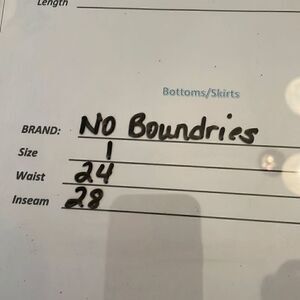 Length
Bottoms/Skirts
BRAND: NO Boundries
Size 1
Waist 24
Inseam 28